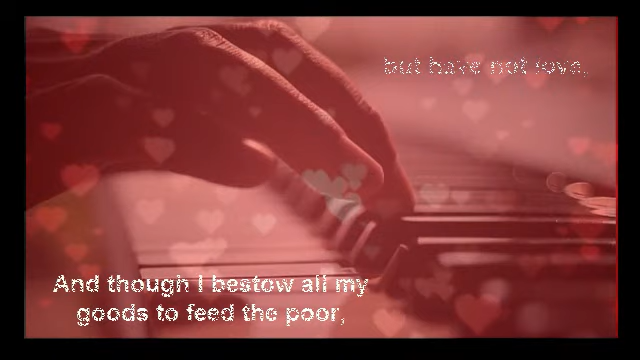 but have not love,
And though I bestow all my
goods to feed the poor,